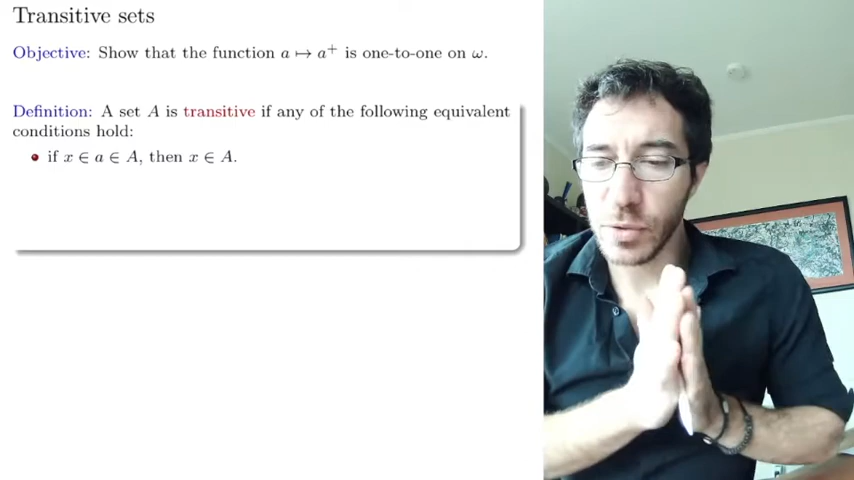 Transitive sets
Objective: Show that the function a ↦ a⁺ is one-to-one on ω.
Definition: A set A is transitive if any of the following equivalent
conditions hold:
if x ∈ a ∈ A, then x ∈ A.